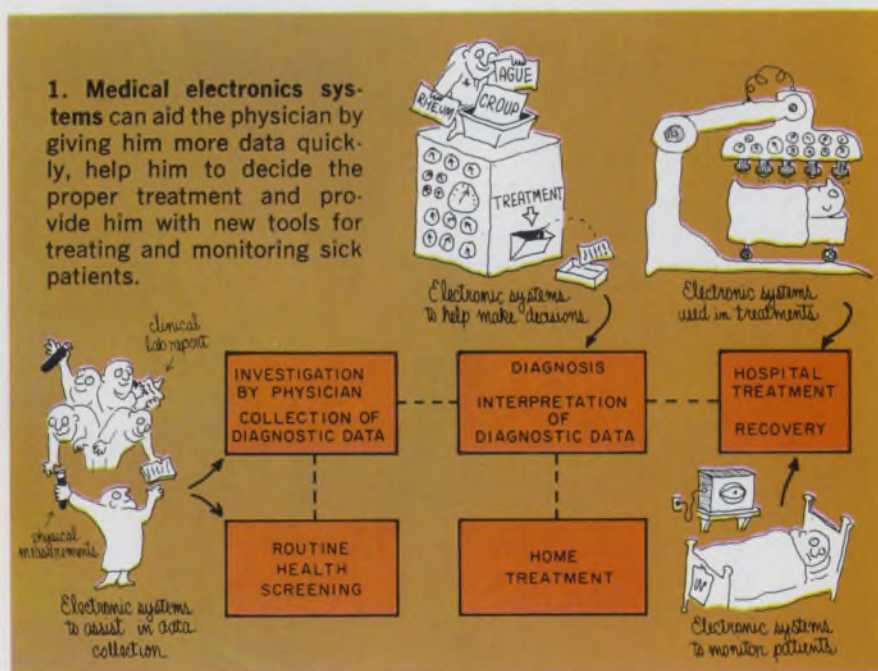 1. Medical electronics sys-
tems can aid the physician by
giving him more data quick-
ly, help him to decide the
proper treatment and pro-
vide him with new tools for
treating and monitoring sick
patients.
AGUE
RHEUM
CROUP
TREATMENT
Electronic systems
to help make decisions
Electronic systems
used in treatments
clinical
lab report
physical
measurements
Electronic systems
to assist in data
collection
INVESTIGATION
BY PHYSICIAN
COLLECTION OF
DIAGNOSTIC DATA
DIAGNOSIS
INTERPRETATION
OF
DIAGNOSTIC DATA
HOSPITAL
TREATMENT
RECOVERY
ROUTINE
HEALTH
SCREENING
HOME
TREATMENT
Electronic systems
to monitor patients